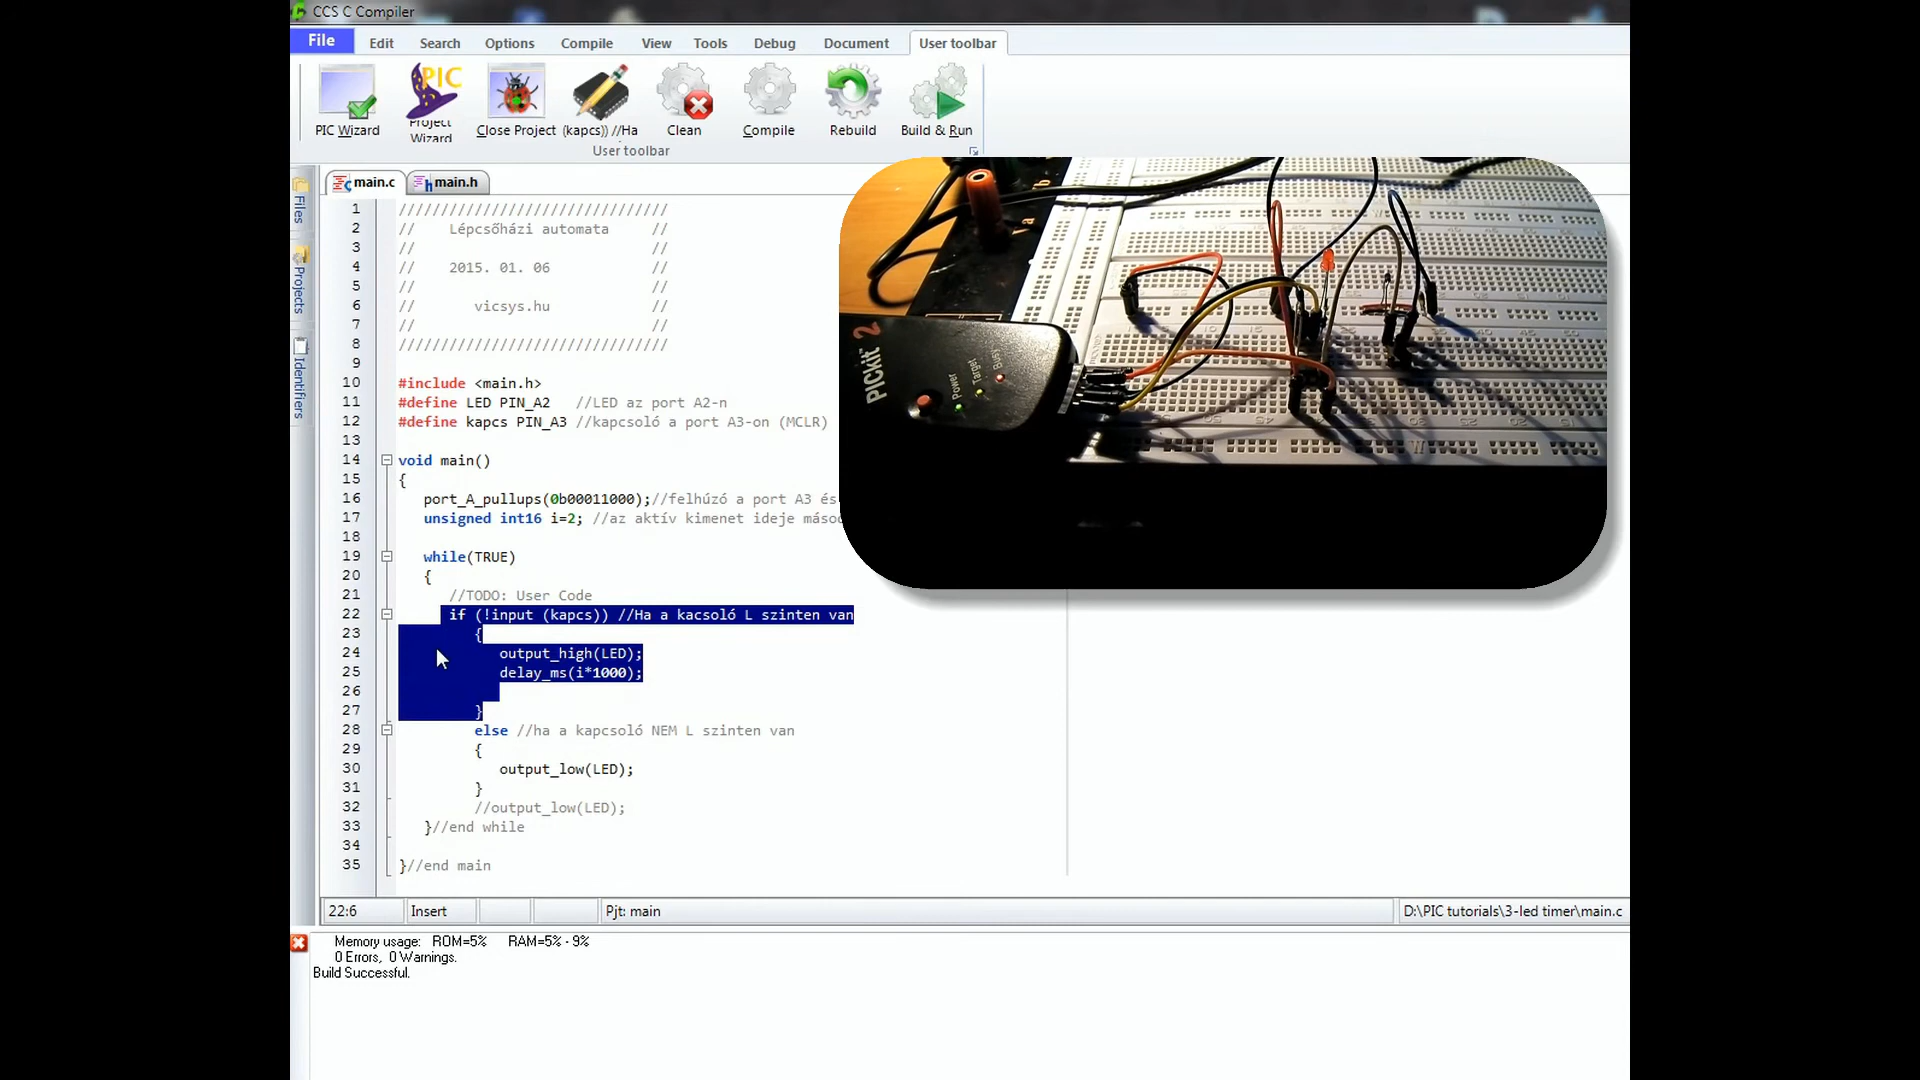 CCS C Compiler
File Edit Search Options Compile View Tools Debug Document User toolbar
PIC Wizard
Project Wizard
Close Project
(kapcs)) //Ha
Clean
Compile
Rebuild
Build & Run
User toolbar
Files
Projects
Identifiers
main.c main.h
1 ////////////////////////////////
2 // Lépcsőházi automata //
3 // //
4 // 2015. 01. 06 //
5 // //
6 // vicsys.hu //
7 // //
8 ////////////////////////////////
9
10 #include <main.h>
11 #define LED PIN_A2 //LED az port A2-n
12 #define kapcs PIN_A3 //kapcsoló a port A3-on (MCLR)
13
14 void main()
15 {
16 port_A_pullups(0b00011000);//felhúzó a port A3 és
17 unsigned int16 i=2; //az aktív kimenet ideje másod
18
19 while(TRUE)
20 {
21 //TODO: User Code
22 if (!input (kapcs)) //Ha a kacsoló L szinten van
23 {
24 output_high(LED);
25 delay_ms(i*1000);
26
27 }
28 else //ha a kapcsoló NEM L szinten van
29 {
30 output_low(LED);
31 }
32 //output_low(LED);
33 }//end while
34
35 }//end main
PICkit 2
Power
Target
Busy
22:6 Insert Pjt: main D:\PIC tutorials\3-led timer\main.c
Memory usage: ROM=5% RAM=5% - 9%
0 Errors, 0 Warnings.
Build Successful.